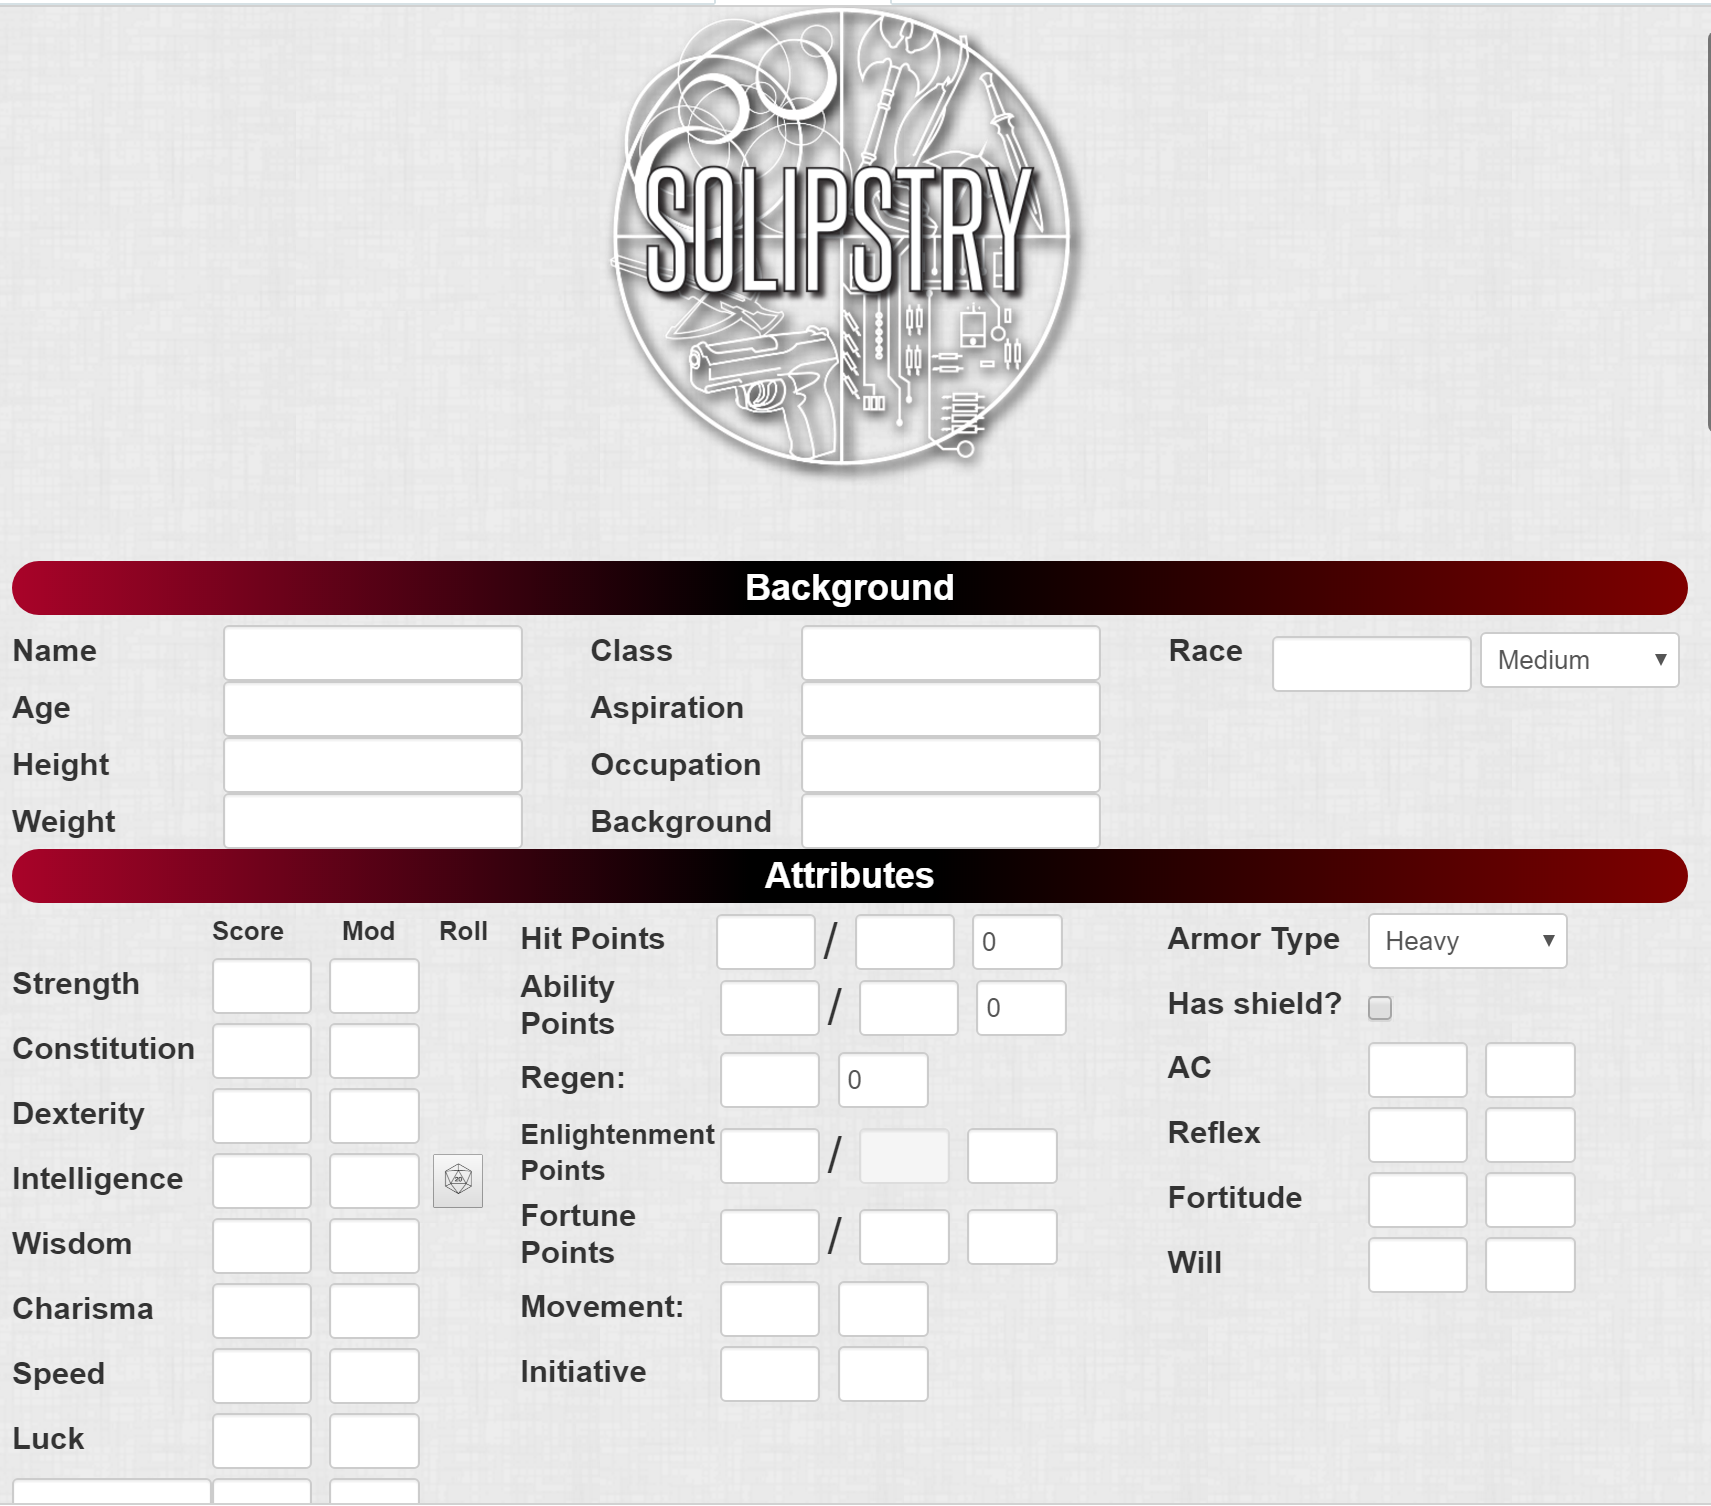 SOLIPSTRY
Background
Name
Class
Race
Medium
Age
Aspiration
Height
Occupation
Weight
Background
Attributes
Score Mod Roll
Strength
Constitution
Dexterity
Intelligence
20
Wisdom
Charisma
Speed
Luck
Hit Points / 0
Ability
Points / 0
Regen: 0
Enlightenment
Points /
Fortune
Points /
Movement:
Initiative
Armor Type Heavy
Has shield?
AC
Reflex
Fortitude
Will